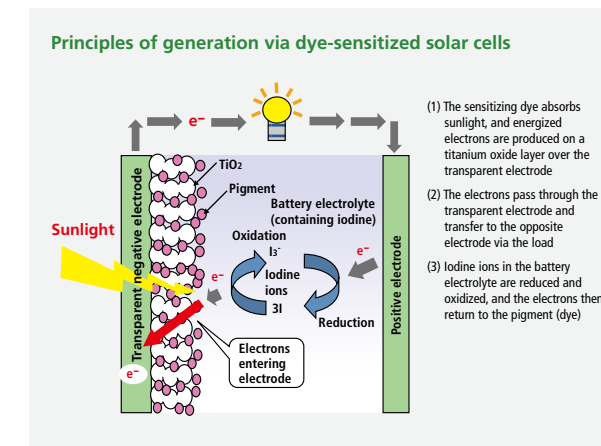 Principles of generation via dye-sensitized solar cells
e⁻
TiO₂
Pigment
Battery electrolyte
(containing iodine)
Sunlight
Transparent negative electrode
Oxidation
I₃⁻
e⁻
e⁻
Iodine
ions
3I
Reduction
Positive electrode
Electrons
entering
electrode
e⁻
(1) The sensitizing dye absorbs
sunlight, and energized
electrons are produced on a
titanium oxide layer over the
transparent electrode
(2) The electrons pass through the
transparent electrode and
transfer to the opposite
electrode via the load
(3) Iodine ions in the battery
electrolyte are reduced and
oxidized, and the electrons then
return to the pigment (dye)